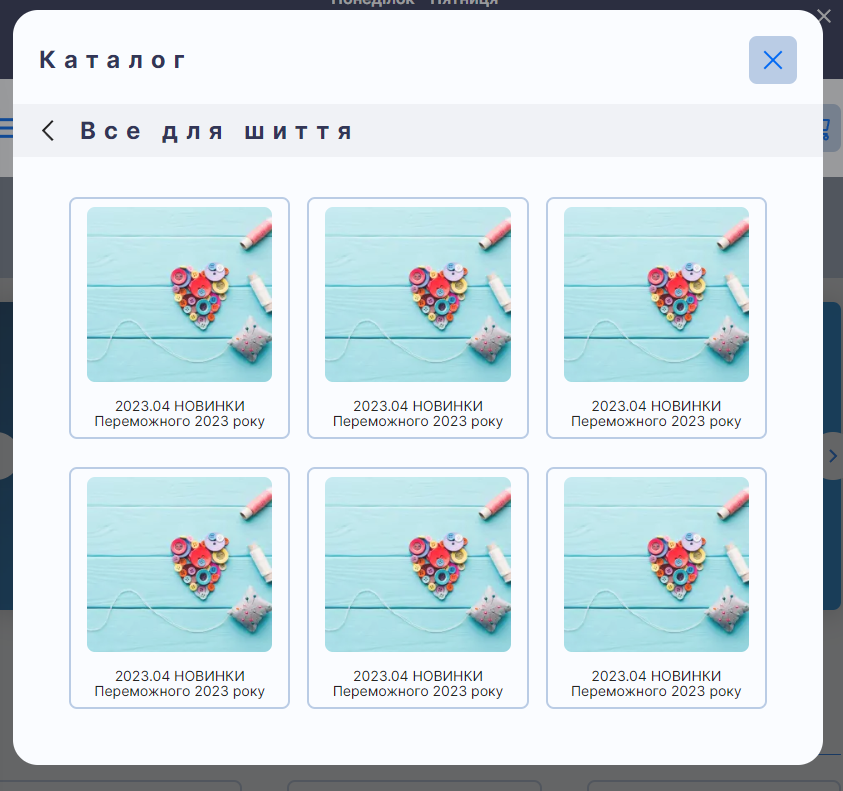 Понеділок - П'ятниця
Каталог
Все для шиття
2023.04 НОВИНКИ
Переможного 2023 року
2023.04 НОВИНКИ
Переможного 2023 року
2023.04 НОВИНКИ
Переможного 2023 року
2023.04 НОВИНКИ
Переможного 2023 року
2023.04 НОВИНКИ
Переможного 2023 року
2023.04 НОВИНКИ
Переможного 2023 року